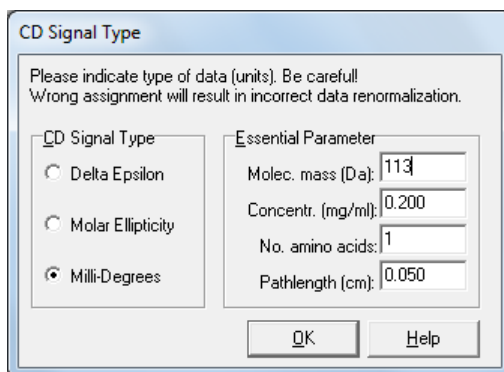 CD Signal Type
Please indicate type of data (units). Be careful!
Wrong assignment will result in incorrect data renormalization.
CD Signal Type
Delta Epsilon
Molar Ellipticity
Milli-Degrees
Essential Parameter
Molec. mass (Da): 113
Concentr. (mg/ml): 0.200
No. amino acids: 1
Pathlength (cm): 0.050
OK
Help